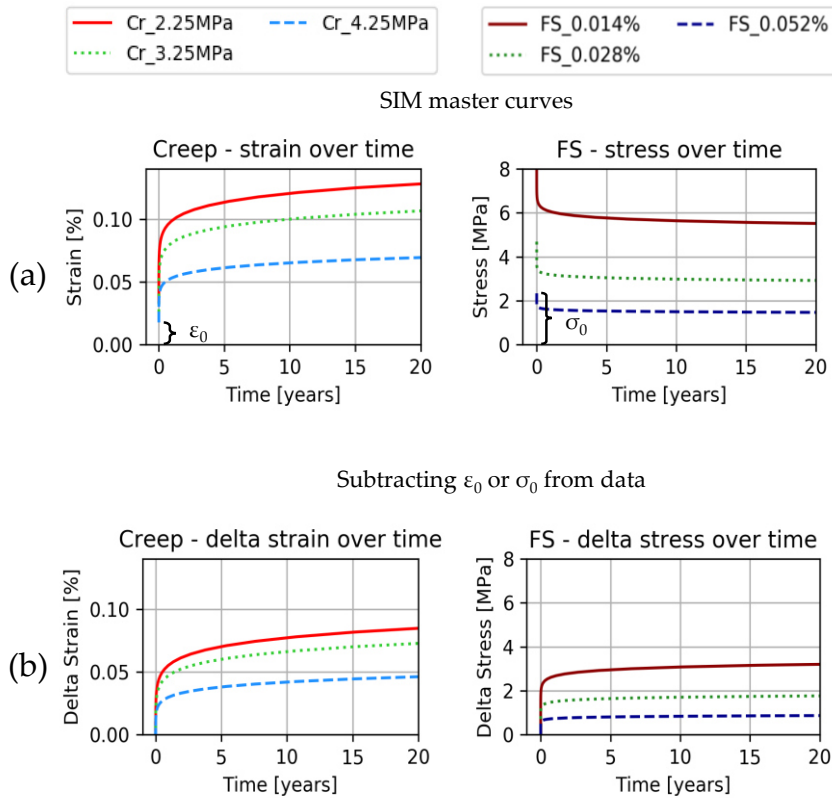 Cr_2.25MPa Cr_4.25MPa
Cr_3.25MPa
FS_0.014% FS_0.052%
FS_0.028%
SIM master curves
(a)
Creep - strain over time
Strain [%]
0.10
0.05
0.00
ε0
0 5 10 15 20
Time [years]
FS - stress over time
Stress [MPa]
8
6
4
2
0
σ0
0 5 10 15 20
Time [years]
Subtracting ε0 or σ0 from data
(b)
Creep - delta strain over time
Delta Strain [%]
0.10
0.05
0.00
0 5 10 15 20
Time [years]
FS - delta stress over time
Delta Stress [MPa]
8
6
4
2
0
0 5 10 15 20
Time [years]